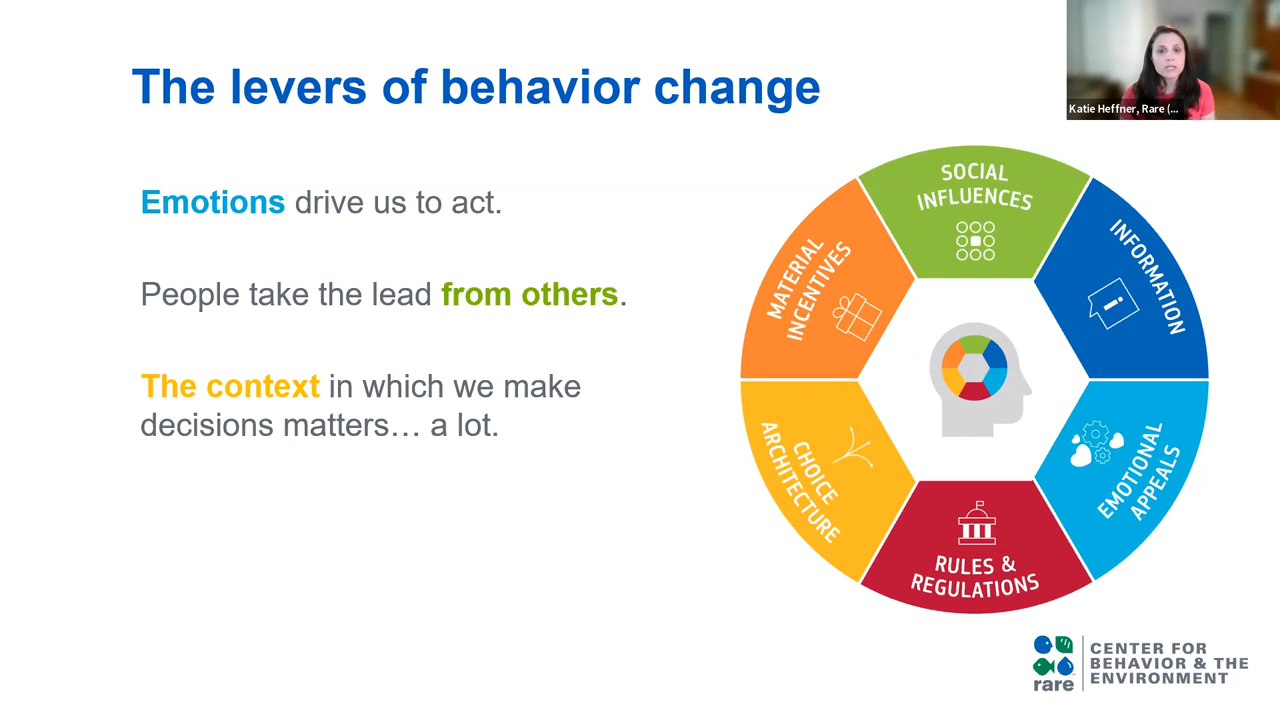 The levers of behavior change
Katie Heffner, Rare (...
Emotions drive us to act.
People take the lead from others.
The context in which we make
decisions matters… a lot.
SOCIAL
INFLUENCES
INFORMATION
EMOTIONAL
APPEALS
RULES &
REGULATIONS
CHOICE
ARCHITECTURE
MATERIAL
INCENTIVES
rare
CENTER FOR
BEHAVIOR & THE
ENVIRONMENT